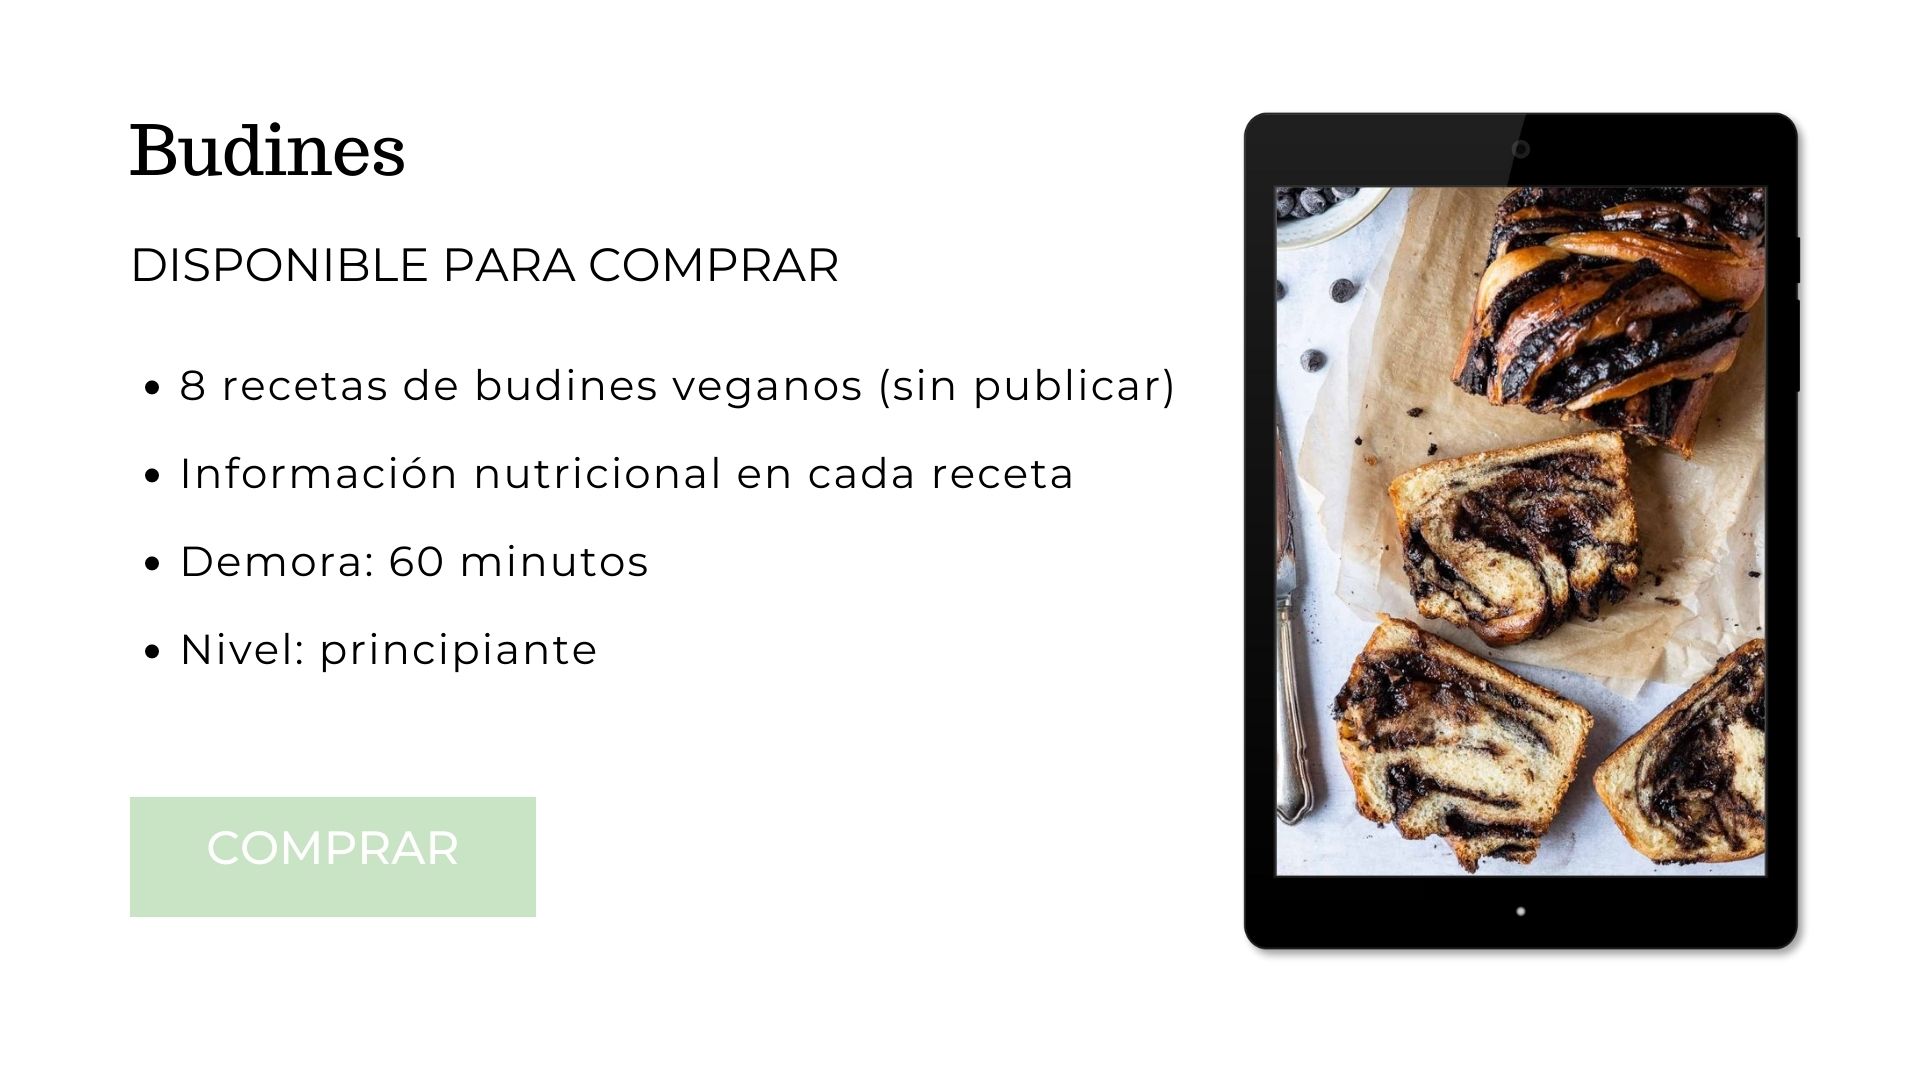 Budines
DISPONIBLE PARA COMPRAR
• 8 recetas de budines veganos (sin publicar)
• Información nutricional en cada receta
• Demora: 60 minutos
• Nivel: principiante
COMPRAR